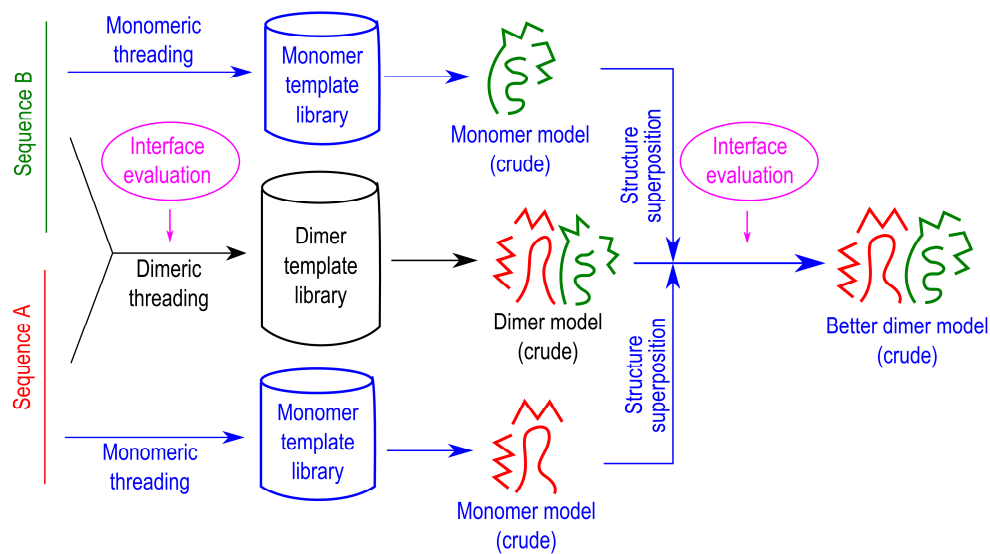 Sequence B
Monomeric
threading
Monomer
template
library
Monomer model
(crude)
Structure
superposition
Interface
evaluation
Interface
evaluation
Dimeric
threading
Dimer
template
library
Dimer model
(crude)
Better dimer model
(crude)
Sequence A
Monomeric
threading
Monomer
template
library
Monomer model
(crude)
Structure
superposition